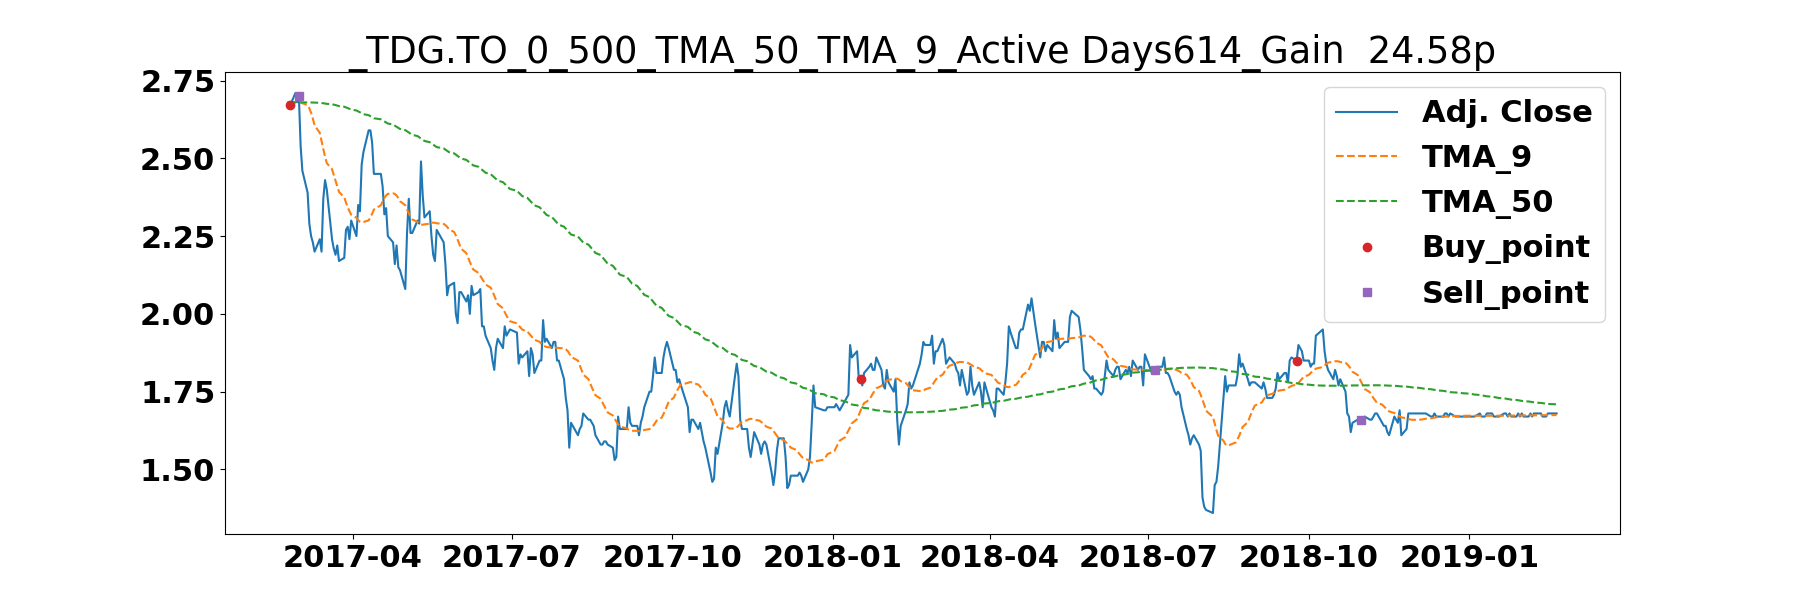 _TDG.TO_0_500_TMA_50_TMA_9_Active Days614_Gain  24.58p
2.75
2.50
2.25
2.00
1.75
1.50
Adj. Close
TMA_9
TMA_50
Buy_point
Sell_point
2017-04 2017-07 2017-10 2018-01 2018-04 2018-07 2018-10 2019-01